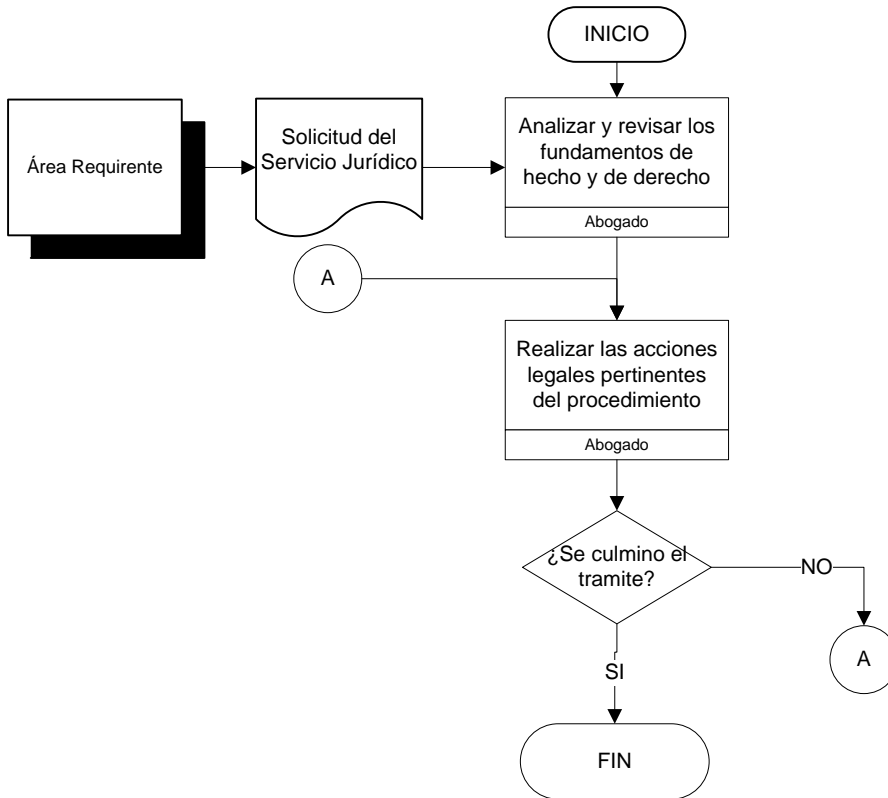 INICIO
Área Requirente
Solicitud del
Servicio Jurídico
Analizar y revisar los
fundamentos de
hecho y de derecho
Abogado
A
Realizar las acciones
legales pertinentes
del procedimiento
Abogado
¿Se culmino el
tramite?
NO
A
SI
FIN